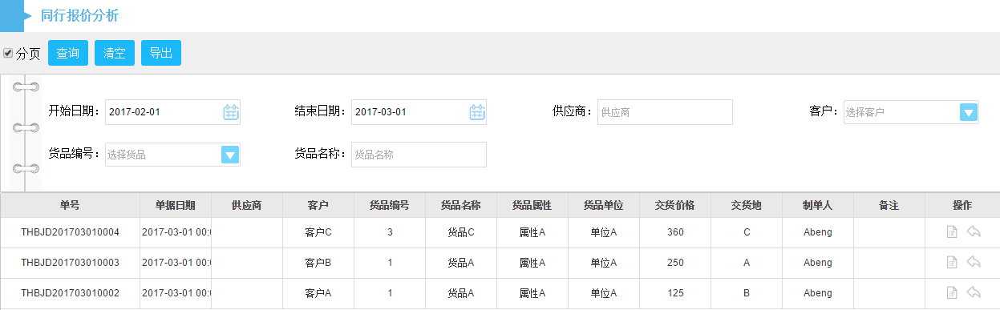 同行报价分析
分页 查询 清空 导出
开始日期： 2017-02-01 结束日期： 2017-03-01 供应商： 供应商 客户： 选择客户
货品编号： 选择货品 货品名称： 货品名称
单号 单据日期 供应商 客户 货品编号 货品名称 货品属性 货品单位 交货价格 交货地 制单人 备注 操作
THBJD201703010004 2017-03-01 00: 客户C 3 货品C 属性A 单位A 360 C Abeng
THBJD201703010003 2017-03-01 00: 客户B 1 货品A 属性A 单位A 250 A Abeng
THBJD201703010002 2017-03-01 00: 客户A 1 货品A 属性A 单位A 125 B Abeng